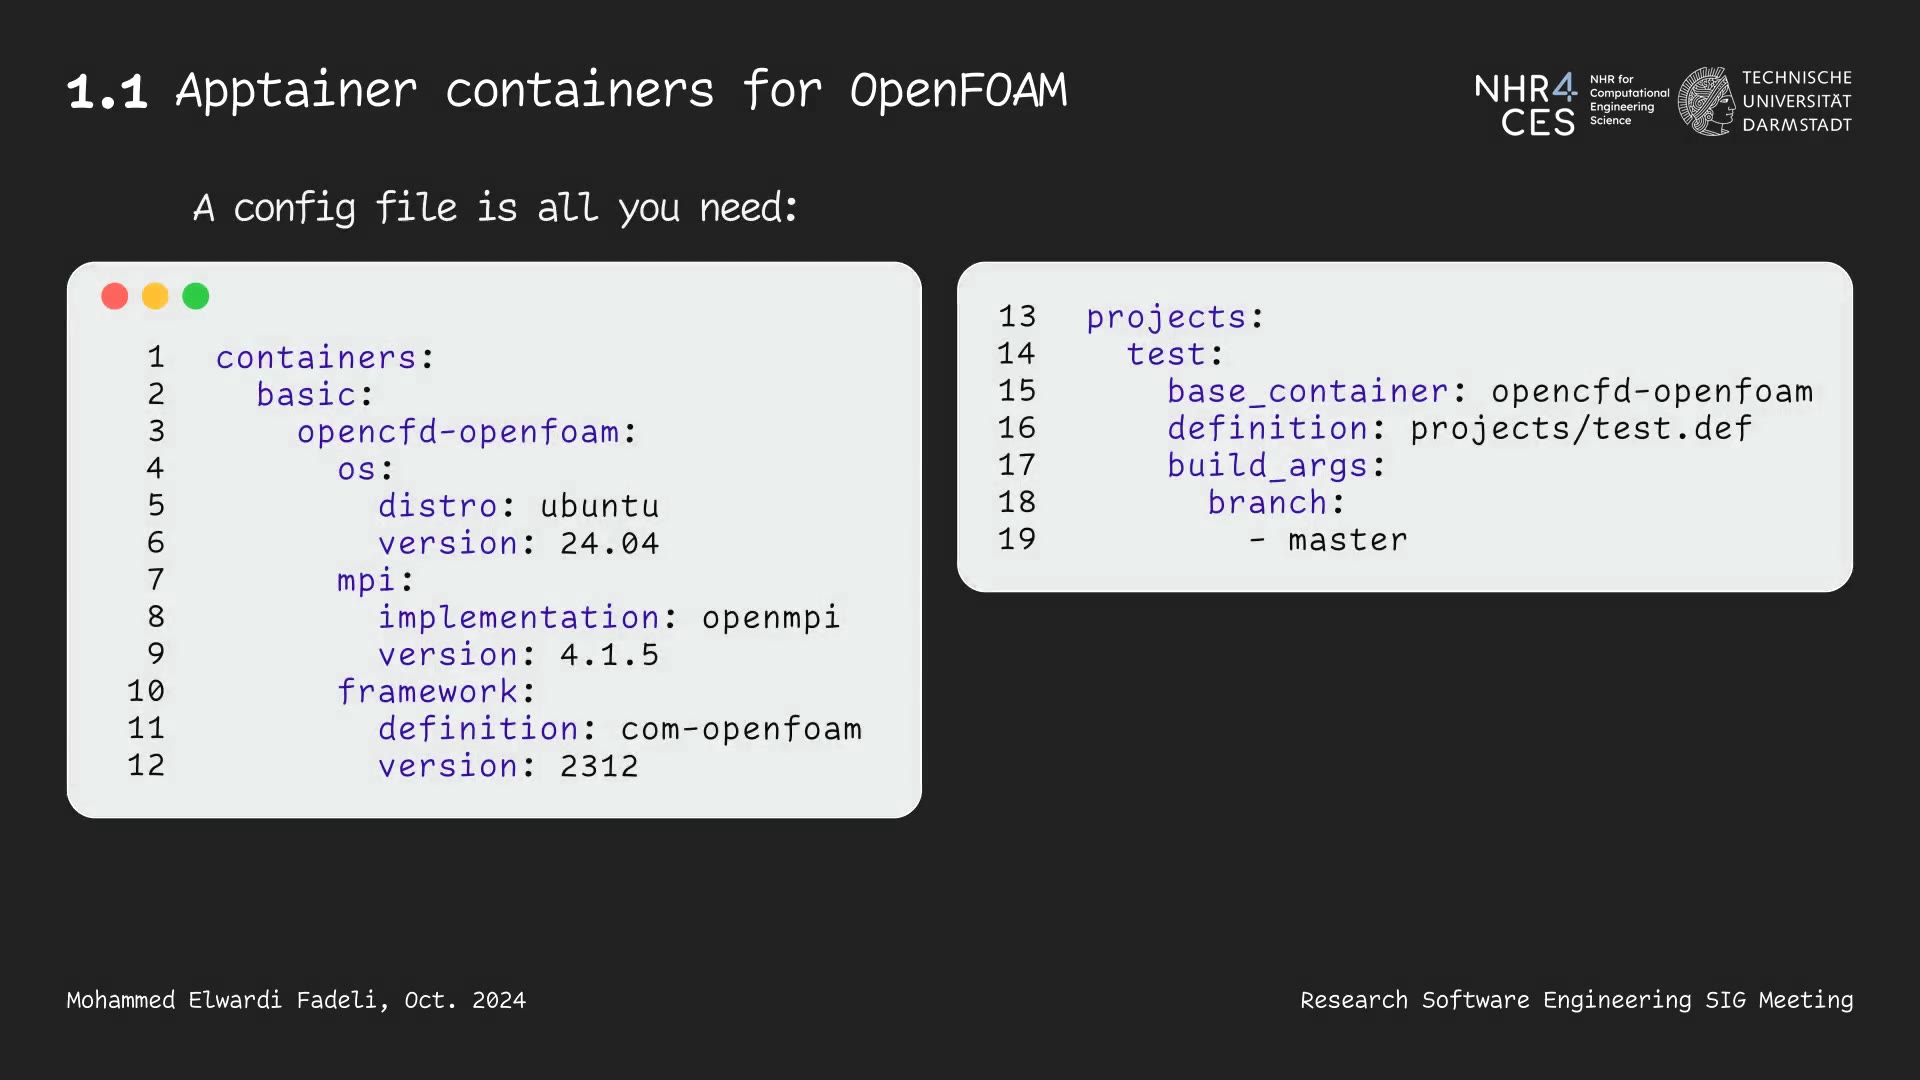 1.1 Apptainer containers for OpenFOAM
NHR4
CES
NHR for
Computational
Engineering
Science
TECHNISCHE
UNIVERSITÄT
DARMSTADT
A config file is all you need:
1 containers:
2 basic:
3 opencfd-openfoam:
4 os:
5 distro: ubuntu
6 version: 24.04
7 mpi:
8 implementation: openmpi
9 version: 4.1.5
10 framework:
11 definition: com-openfoam
12 version: 2312
13 projects:
14 test:
15 base_container: opencfd-openfoam
16 definition: projects/test.def
17 build_args:
18 branch:
19 - master
Mohammed Elwardi Fadeli, Oct. 2024
Research Software Engineering SIG Meeting